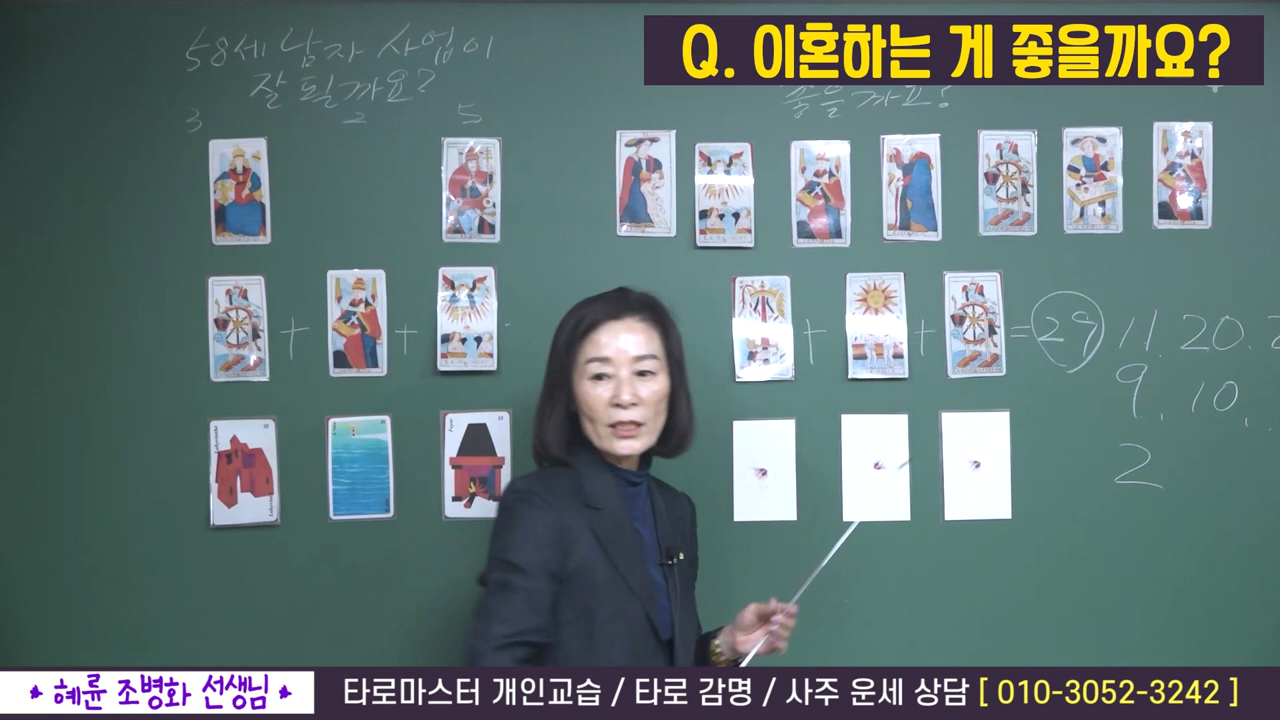 58세 남자 사업이
잘 될까요?
3 2 5
Q. 이혼하는 게 좋을까요?
좋을까요?
+ +
+ + = 29 11. 20.
9. 10.
2
* 혜륜 조병화 선생님 *
타로마스터 개인교습 / 타로 감명 / 사주 운세 상담 [ 010-3052-3242 ]